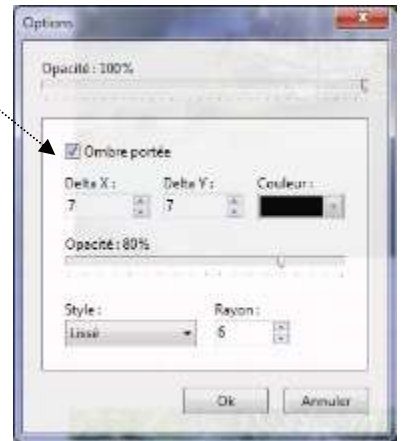 Options
Opacité : 100%
Ombre portée
Delta X : Delta Y : Couleur :
7 7
Opacité : 80%
Style : Rayon :
Lissé 6
Ok Annuler